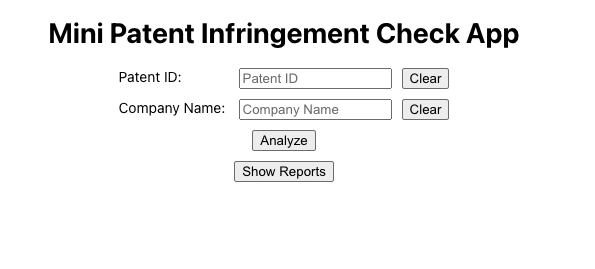 Mini Patent Infringement Check App
Patent ID: Patent ID Clear
Company Name: Company Name Clear
Analyze
Show Reports